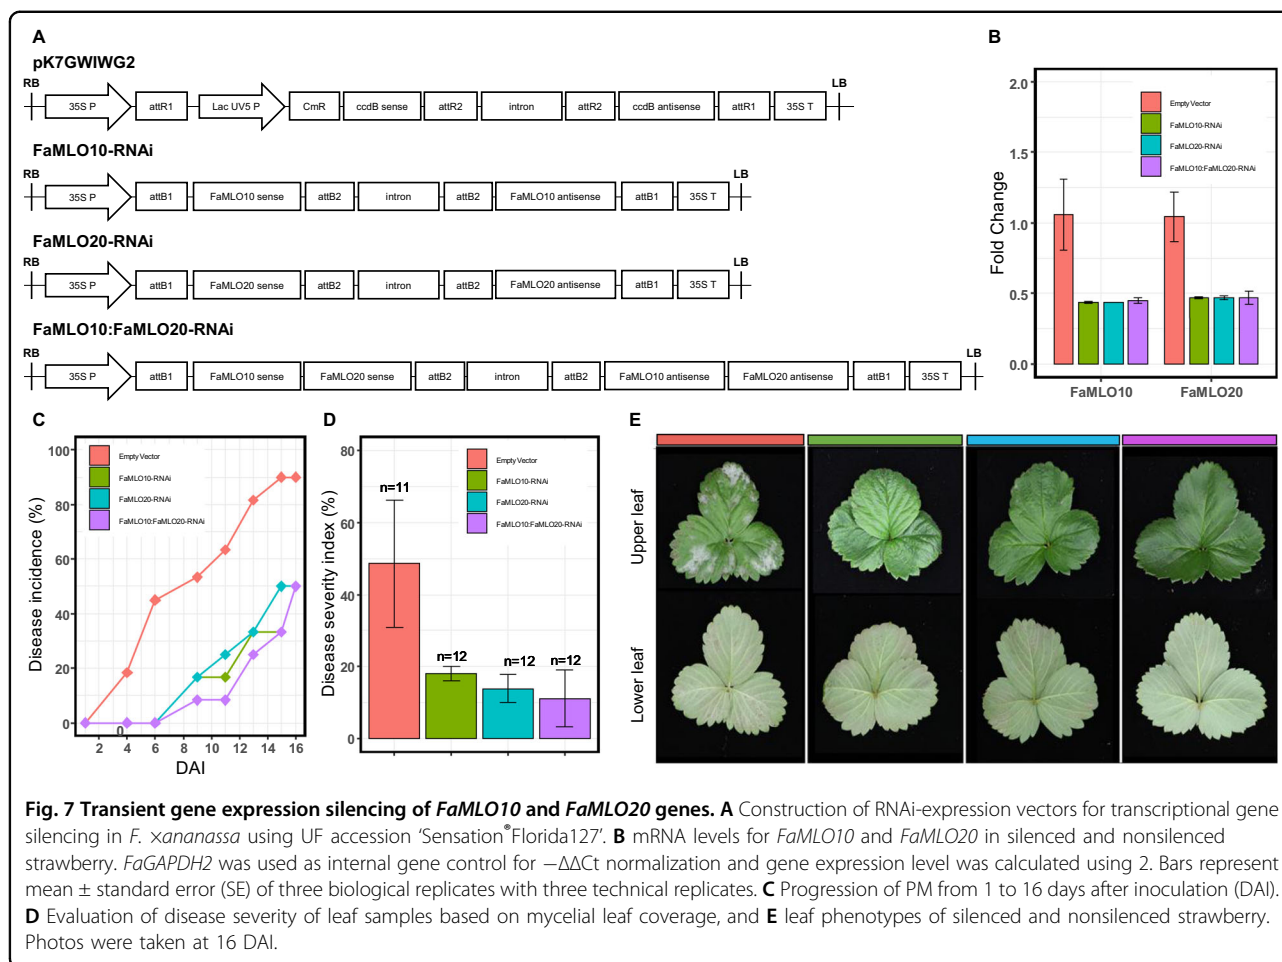 A
pK7GWIWG2
RB
35S P
attR1
Lac UV5 P
CmR
ccdB sense
attR2
intron
attR2
ccdB antisense
attR1
35S T
LB
FaMLO10-RNAi
RB
35S P
attB1
FaMLO10 sense
attB2
intron
attB2
FaMLO10 antisense
attB1
35S T
LB
FaMLO20-RNAi
RB
35S P
attB1
FaMLO20 sense
attB2
intron
attB2
FaMLO20 antisense
attB1
35S T
LB
FaMLO10:FaMLO20-RNAi
RB
35S P
attB1
FaMLO10 sense
FaMLO20 sense
attB2
intron
attB2
FaMLO10 antisense
FaMLO20 antisense
attB1
35S T
LB
B
Fold Change
2.0
1.5
1.0
0.5
0.0
Empty Vector
FaMLO10-RNAi
FaMLO20-RNAi
FaMLO10:FaMLO20-RNAi
FaMLO10
FaMLO20
C
Disease incidence (%)
100
80
60
40
20
0
Empty Vector
FaMLO10-RNAi
FaMLO20-RNAi
FaMLO10:FaMLO20-RNAi
0
2 4 6 8 10 12 14 16
DAI
D
Disease severity index (%)
80
60
40
20
0
Empty Vector
FaMLO10-RNAi
FaMLO20-RNAi
FaMLO10:FaMLO20-RNAi
n=11
n=12
n=12
n=12
E
Upper leaf
Lower leaf
Fig. 7 Transient gene expression silencing of FaMLO10 and FaMLO20 genes. A Construction of RNAi-expression vectors for transcriptional gene
silencing in F. ×ananassa using UF accession ‘Sensation®Florida127’. B mRNA levels for FaMLO10 and FaMLO20 in silenced and nonsilenced
strawberry. FaGAPDH2 was used as internal gene control for −ΔΔCt normalization and gene expression level was calculated using 2. Bars represent
mean ± standard error (SE) of three biological replicates with three technical replicates. C Progression of PM from 1 to 16 days after inoculation (DAI).
D Evaluation of disease severity of leaf samples based on mycelial leaf coverage, and E leaf phenotypes of silenced and nonsilenced strawberry.
Photos were taken at 16 DAI.